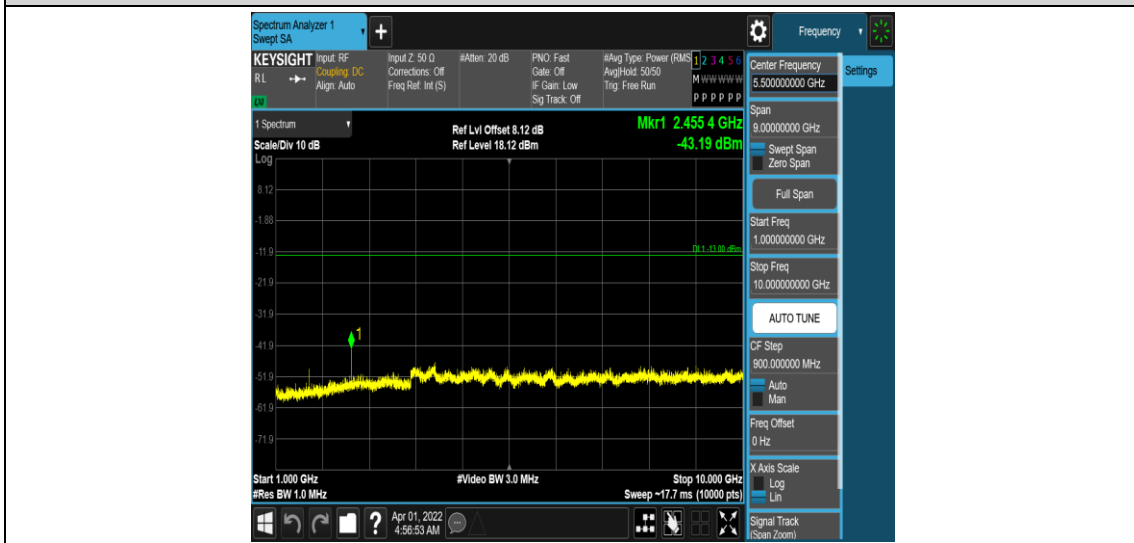 Spectrum Analyzer 1
Swept SA
+
Frequency
KEYSIGHT
RL
LXI
Input: RF
Coupling: DC
Align: Auto
Input Z: 50 Ω
Corrections: Off
Freq Ref: Int (S)
#Atten: 20 dB
PNO: Fast
Gate: Off
IF Gain: Low
Sig Track: Off
#Avg Type: Power (RMS
Avg|Hold: 50/50
Trig: Free Run
1 2 3 4 5 6
M W W W W W
P P P P P P
1 Spectrum
Scale/Div 10 dB
Ref Lvl Offset 8.12 dB
Ref Level 18.12 dBm
Mkr1 2.455 4 GHz
-43.19 dBm
Log
8.12
-1.88
-11.9
DL1 -13.00 dBm
-21.9
-31.9
1
-41.9
-51.9
-61.9
-71.9
Start 1.000 GHz
#Video BW 3.0 MHz
Stop 10.000 GHz
#Res BW 1.0 MHz
Sweep ~17.7 ms (10000 pts)
?
Apr 01, 2022
4:56:53 AM
Center Frequency
5.500000000 GHz
Settings
Span
9.00000000 GHz
Swept Span
Zero Span
Full Span
Start Freq
1.000000000 GHz
Stop Freq
10.000000000 GHz
AUTO TUNE
CF Step
900.000000 MHz
Auto
Man
Freq Offset
0 Hz
X Axis Scale
Log
Lin
Signal Track
(Span Zoom)